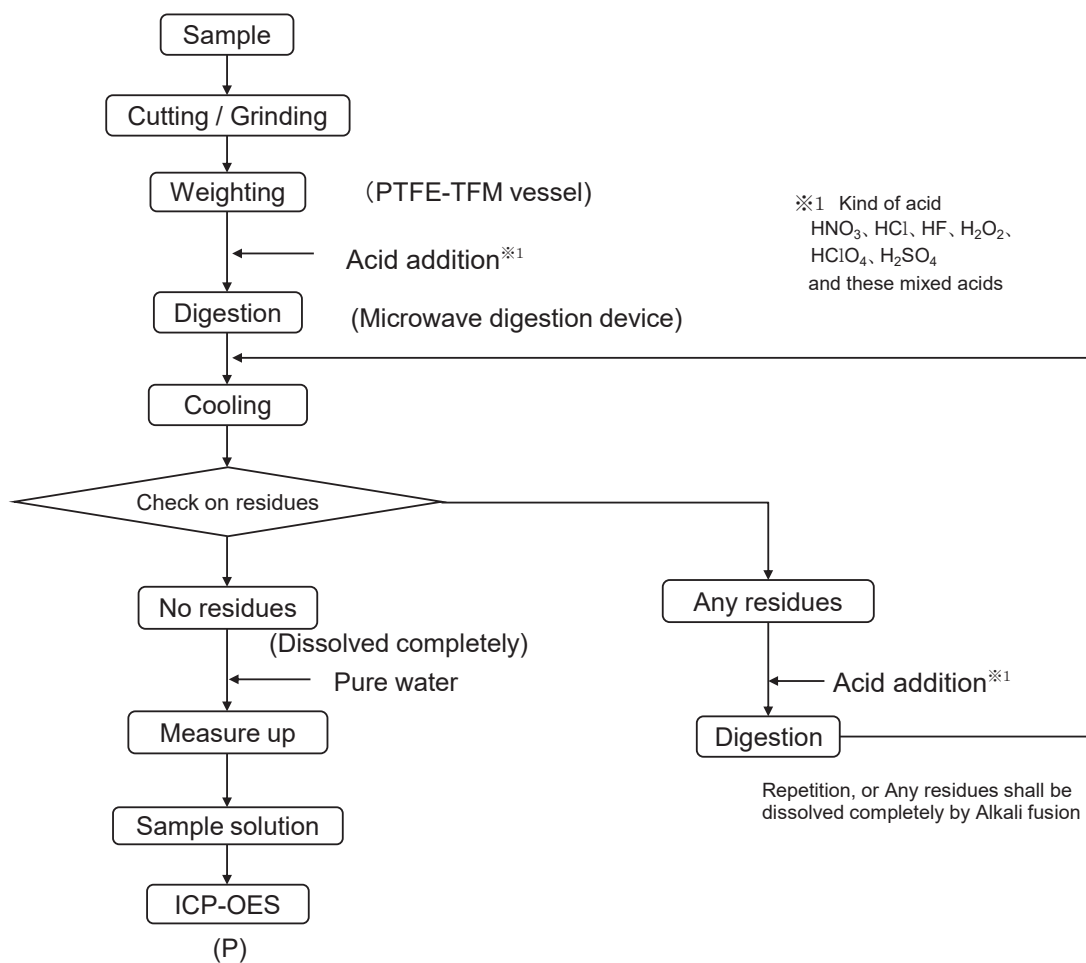 Sample
Cutting / Grinding
Weighting
（PTFE-TFM vessel)
※1 Kind of acid
HNO₃、HCl、HF、H₂O₂、
HClO₄、H₂SO₄
and these mixed acids
Acid addition※1
Digestion
(Microwave digestion device)
Cooling
Check on residues
No residues
(Dissolved completely)
Pure water
Measure up
Sample solution
ICP-OES
(P)
Any residues
Acid addition※1
Digestion
Repetition, or Any residues shall be
dissolved completely by Alkali fusion